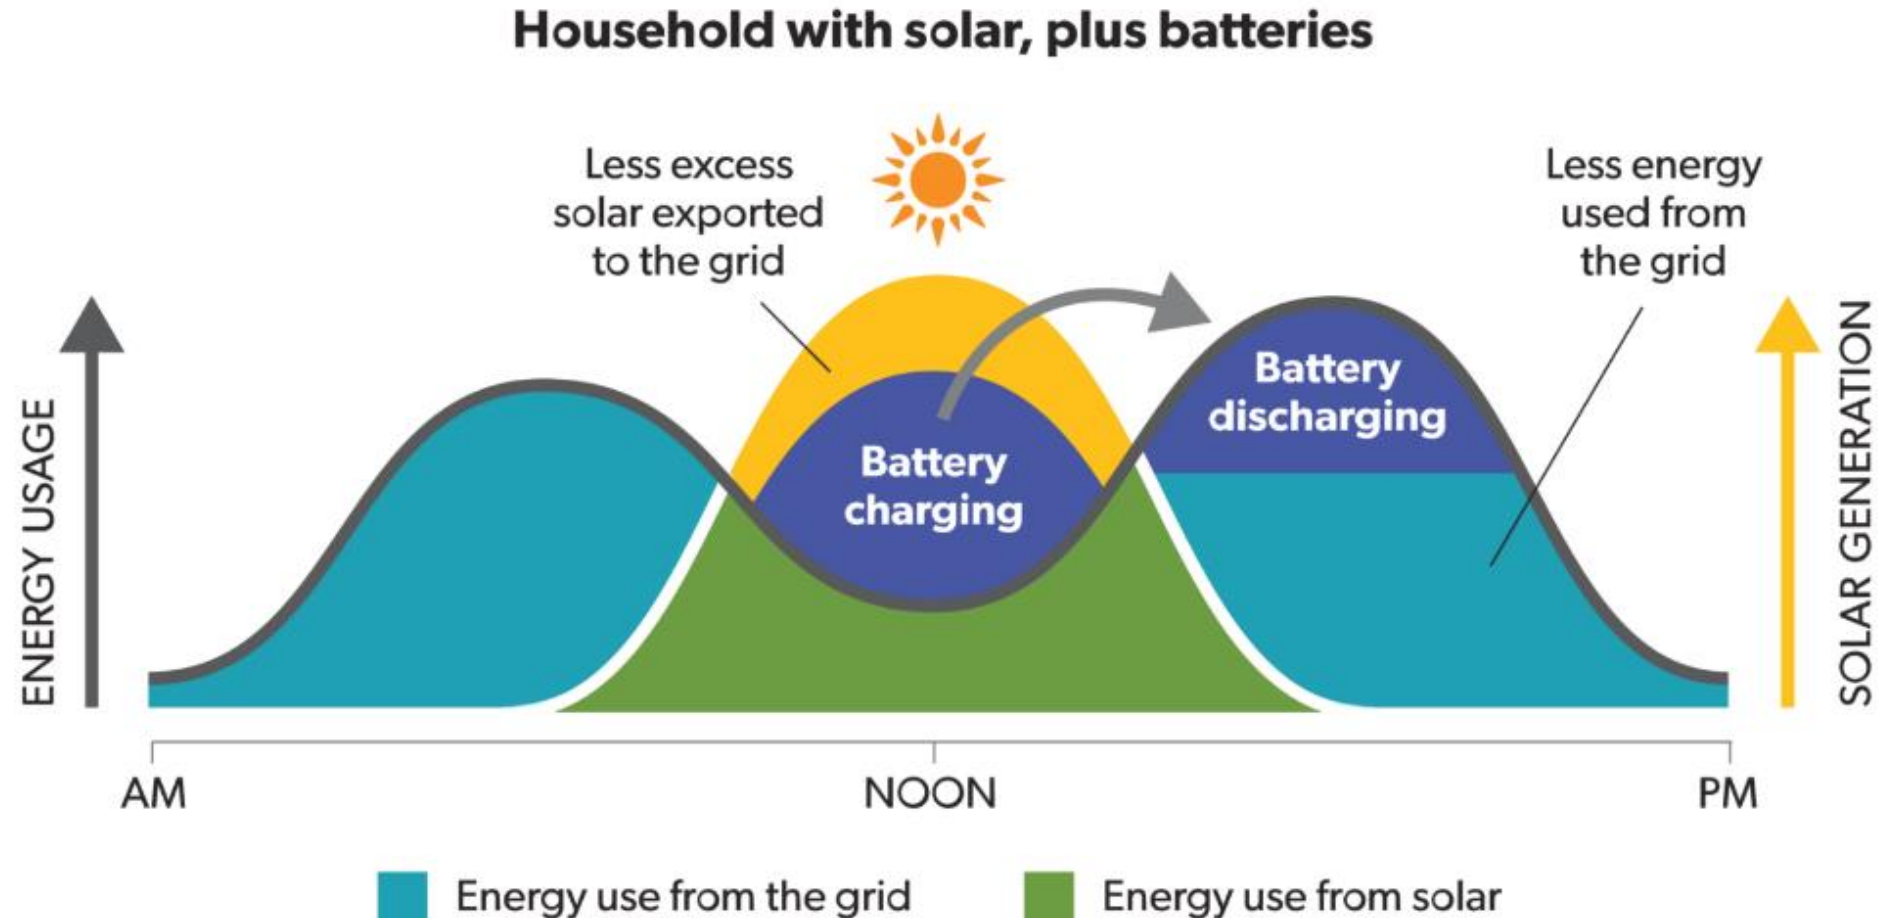 Household with solar, plus batteries
Less excess
solar exported
to the grid
Less energy
used from
the grid
ENERGY USAGE
Battery
charging
Battery
discharging
SOLAR GENERATION
AM
NOON
PM
Energy use from the grid
Energy use from solar